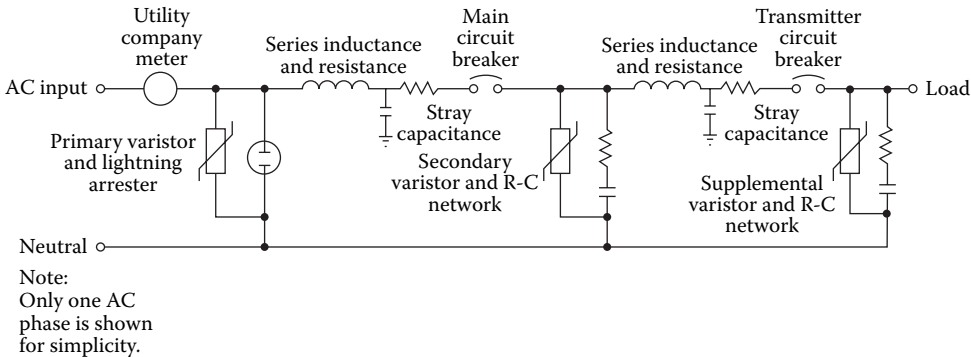 Utility
company
meter
Series inductance
and resistance
Main
circuit
breaker
Series inductance
and resistance
Transmitter
circuit
breaker
AC input
Load
Primary varistor
and lightning
arrester
Stray
capacitance
Secondary
varistor and R-C
network
Stray
capacitance
Supplemental
varistor and R-C
network
Neutral
Note:
Only one AC
phase is shown
for simplicity.